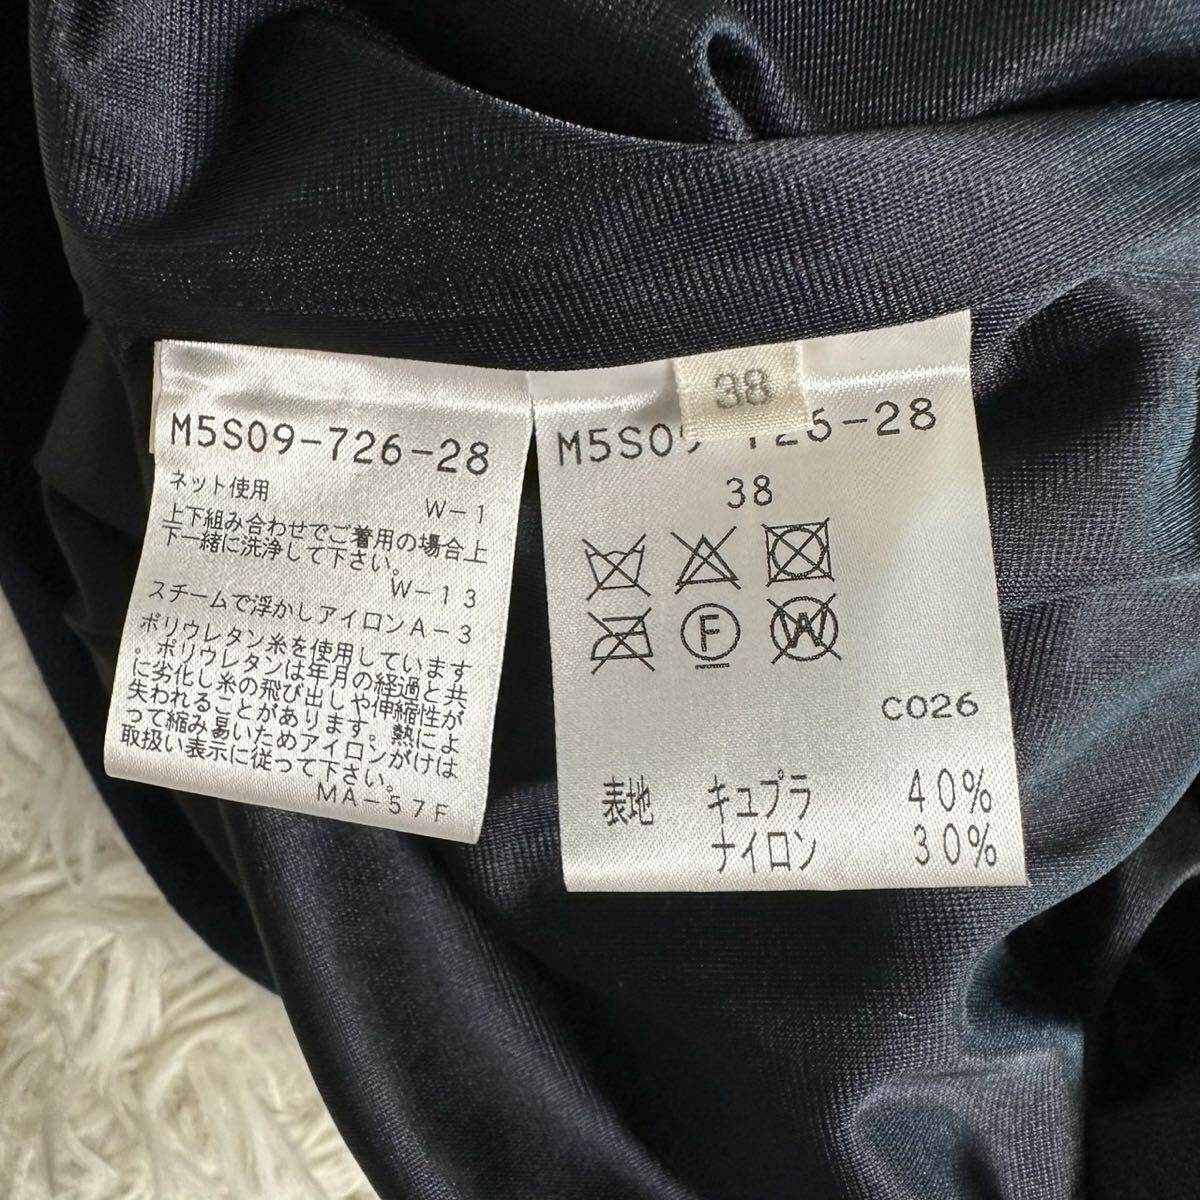 M5S09-726-28
ネット使用
W-1
上下組み合わせでご着用の場合上
下一緒に洗浄して下さい。
W-13
スチームで浮かしアイロンA-3
ポリウレタン糸を使用しています
。ポリウレタンは年月の経過と共
に劣化し糸の飛び出しや伸縮性が
失われることがあります。熱によ
って縮み易いためアイロンがけは
取扱い表示に従って下さい。
MA-57F
38
M5S09-726-28
38
F
W
C026
表地 キュプラ 40%
ナイロン 30%